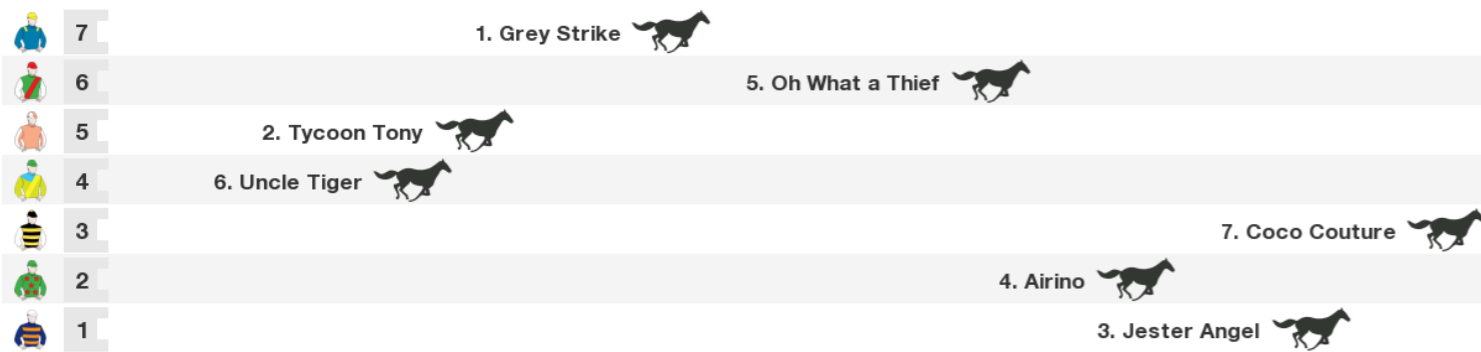 7 1. Grey Strike
6 5. Oh What a Thief
5 2. Tycoon Tony
4 6. Uncle Tiger
3 7. Coco Couture
2 4. Airino
1 3. Jester Angel